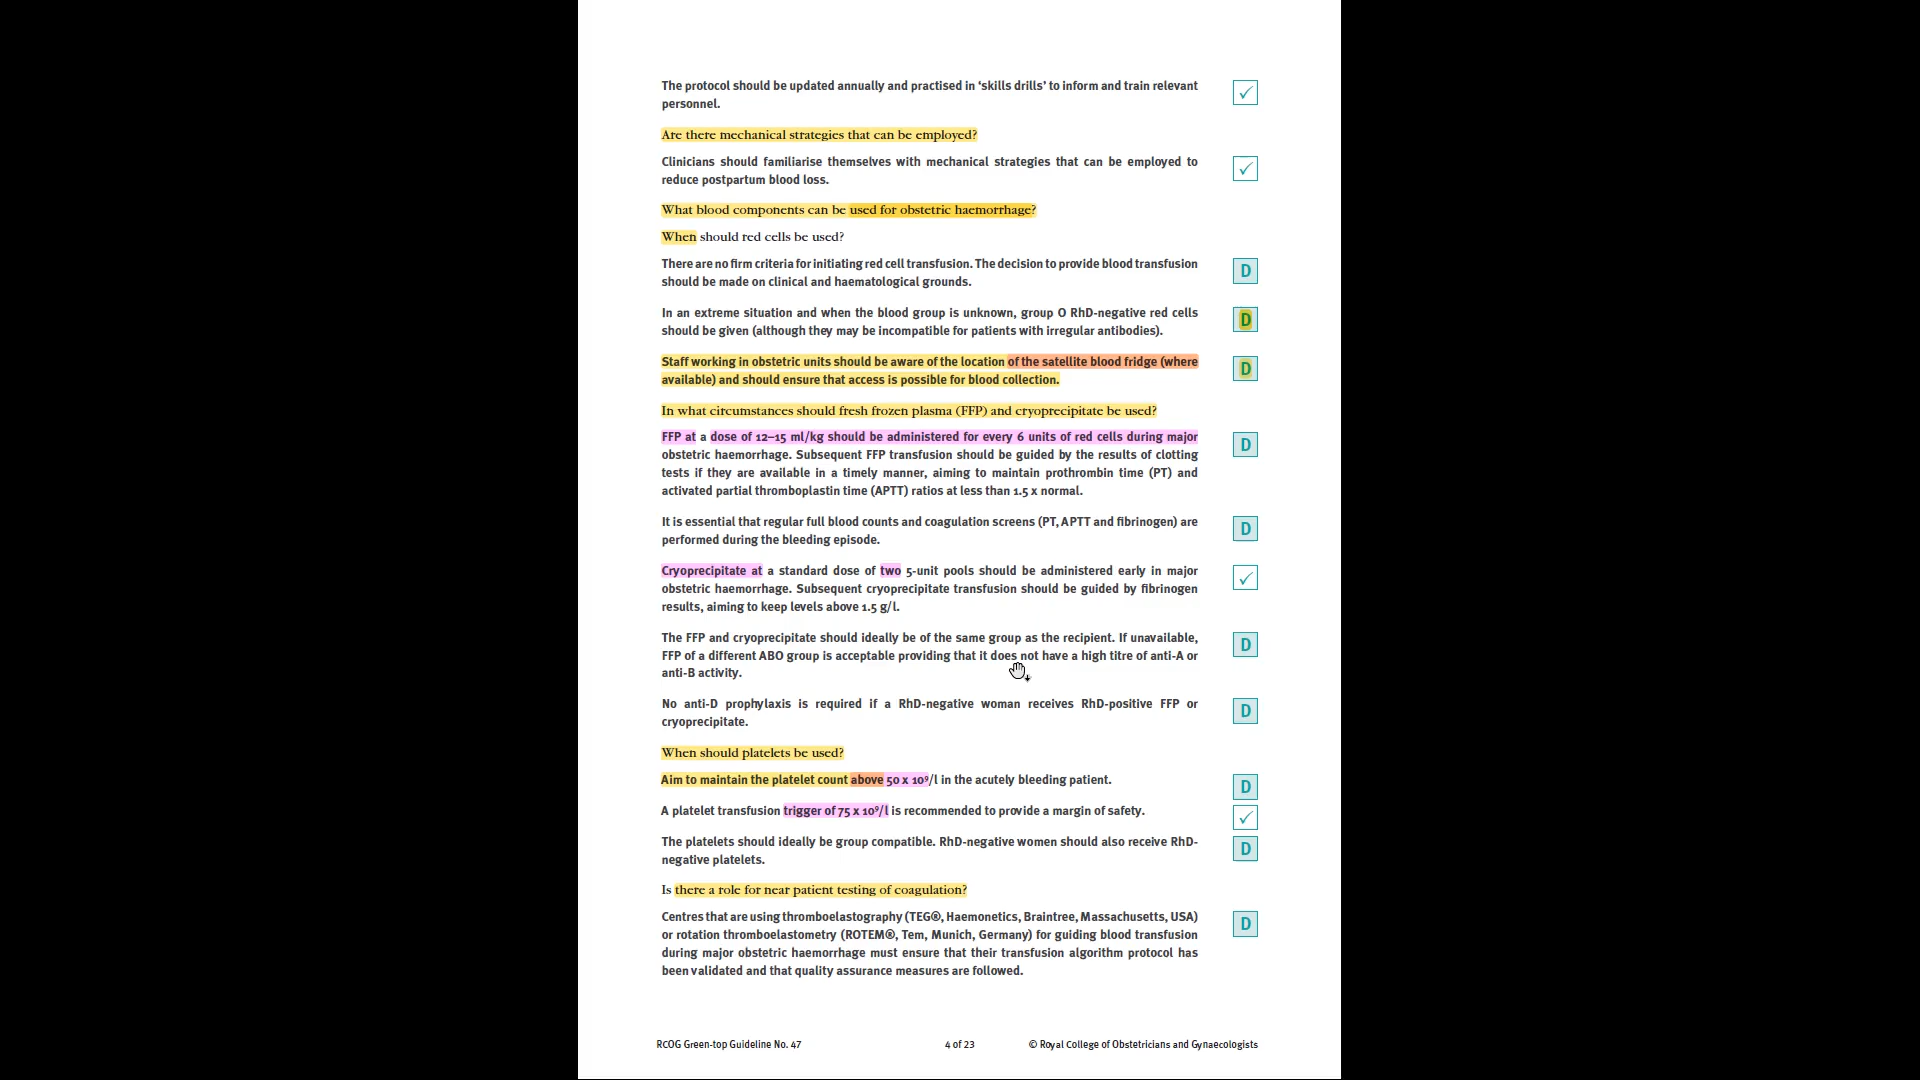 The protocol should be updated annually and practised in ‘skills drills’ to inform and train relevant
personnel.
✓
Are there mechanical strategies that can be employed?
Clinicians should familiarise themselves with mechanical strategies that can be employed to
reduce postpartum blood loss.
✓
What blood components can be used for obstetric haemorrhage?
When should red cells be used?
There are no firm criteria for initiating red cell transfusion. The decision to provide blood transfusion
should be made on clinical and haematological grounds.
D
In an extreme situation and when the blood group is unknown, group O RhD-negative red cells
should be given (although they may be incompatible for patients with irregular antibodies).
D
Staff working in obstetric units should be aware of the location of the satellite blood fridge (where
available) and should ensure that access is possible for blood collection.
D
In what circumstances should fresh frozen plasma (FFP) and cryoprecipitate be used?
FFP at a dose of 12–15 ml/kg should be administered for every 6 units of red cells during major
obstetric haemorrhage. Subsequent FFP transfusion should be guided by the results of clotting
tests if they are available in a timely manner, aiming to maintain prothrombin time (PT) and
activated partial thromboplastin time (APTT) ratios at less than 1.5 x normal.
D
It is essential that regular full blood counts and coagulation screens (PT, APTT and fibrinogen) are
performed during the bleeding episode.
D
Cryoprecipitate at a standard dose of two 5-unit pools should be administered early in major
obstetric haemorrhage. Subsequent cryoprecipitate transfusion should be guided by fibrinogen
results, aiming to keep levels above 1.5 g/l.
✓
The FFP and cryoprecipitate should ideally be of the same group as the recipient. If unavailable,
FFP of a different ABO group is acceptable providing that it does not have a high titre of anti-A or
anti-B activity.
D
No anti-D prophylaxis is required if a RhD-negative woman receives RhD-positive FFP or
cryoprecipitate.
D
When should platelets be used?
Aim to maintain the platelet count above 50 x 10⁹/l in the acutely bleeding patient.
D
A platelet transfusion trigger of 75 x 10⁹/l is recommended to provide a margin of safety.
✓
The platelets should ideally be group compatible. RhD-negative women should also receive RhD-
negative platelets.
D
Is there a role for near patient testing of coagulation?
Centres that are using thromboelastography (TEG®, Haemonetics, Braintree, Massachusetts, USA)
or rotation thromboelastometry (ROTEM®, Tem, Munich, Germany) for guiding blood transfusion
during major obstetric haemorrhage must ensure that their transfusion algorithm protocol has
been validated and that quality assurance measures are followed.
D
RCOG Green-top Guideline No. 47
4 of 23
© Royal College of Obstetricians and Gynaecologists